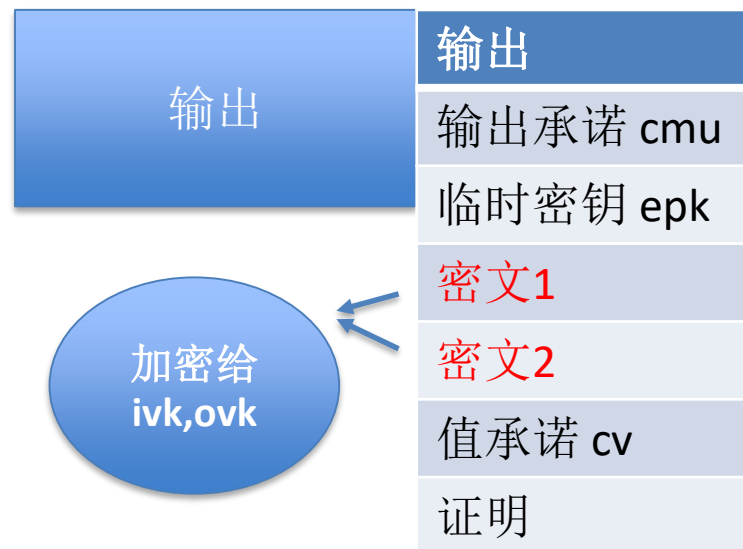 输出
输出
输出承诺 cmu
临时密钥 epk
密文1
密文2
值承诺 cv
证明
加密给
ivk,ovk